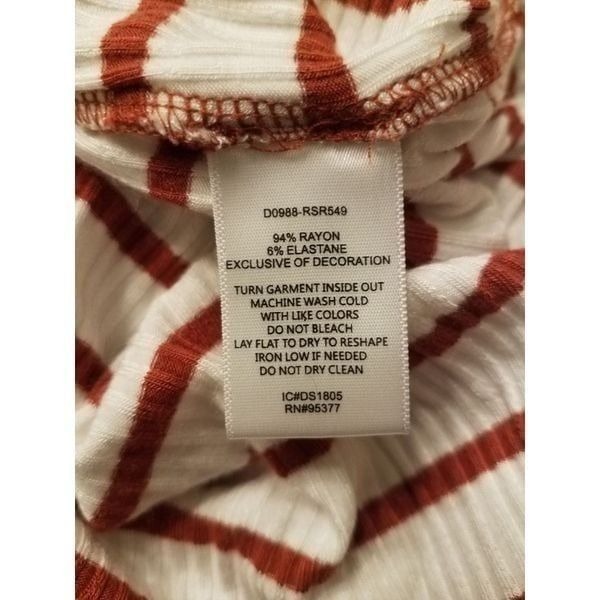 D0988-RSR549
94% RAYON
6% ELASTANE
EXCLUSIVE OF DECORATION
TURN GARMENT INSIDE OUT
MACHINE WASH COLD
WITH LIKE COLORS
DO NOT BLEACH
LAY FLAT TO DRY TO RESHAPE
IRON LOW IF NEEDED
DO NOT DRY CLEAN
IC#DS1805
RN#95377